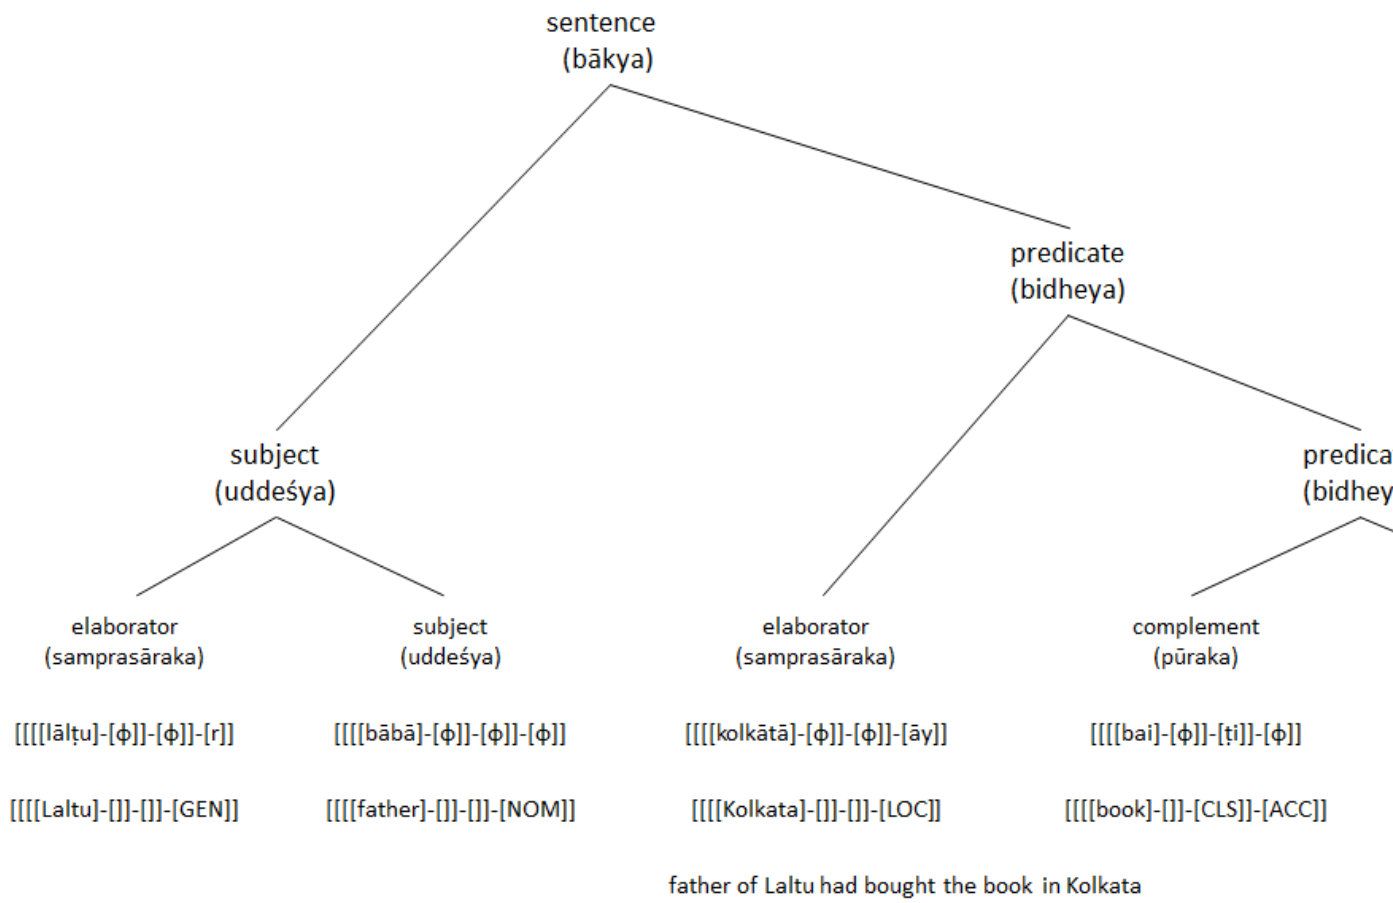 sentence
(bākya)
predicate
(bidheya)
subject
(uddeśya)
predica
(bidhey
elaborator
(samprasāraka)
subject
(uddeśya)
elaborator
(samprasāraka)
complement
(pūraka)
[[[[lālṭu]-[ϕ]]-[ϕ]]-[r]]
[[[[bābā]-[ϕ]]-[ϕ]]-[ϕ]]
[[[[kolkātā]-[ϕ]]-[ϕ]]-[āy]]
[[[[bai]-[ϕ]]-[ṭi]]-[ϕ]]
[[[[Laltu]-[]]-[]]-[GEN]]
[[[[father]-[]]-[]]-[NOM]]
[[[[Kolkata]-[]]-[]]-[LOC]]
[[[[book]-[]]-[CLS]]-[ACC]]
father of Laltu had bought the book in Kolkata